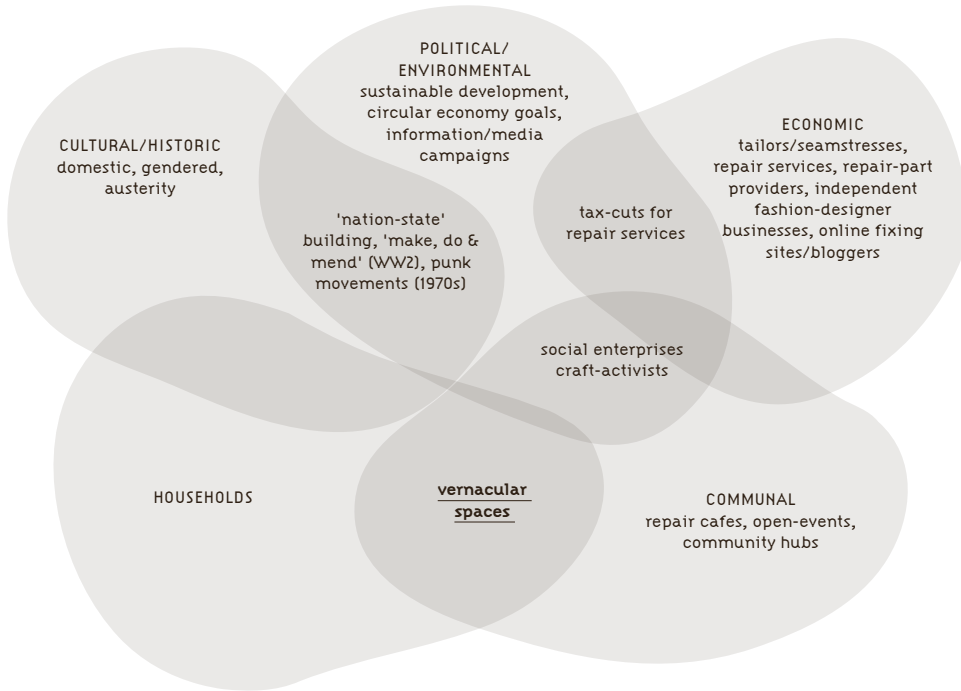 POLITICAL/
ENVIRONMENTAL
sustainable development,
circular economy goals,
information/media
campaigns
CULTURAL/HISTORIC
domestic, gendered,
austerity
ECONOMIC
tailors/seamstresses,
repair services, repair-part
providers, independent
fashion-designer
businesses, online fixing
sites/bloggers
'nation-state'
building, 'make, do &
mend' (WW2), punk
movements (1970s)
tax-cuts for
repair services
social enterprises
craft-activists
HOUSEHOLDS
vernacular
spaces
COMMUNAL
repair cafes, open-events,
community hubs